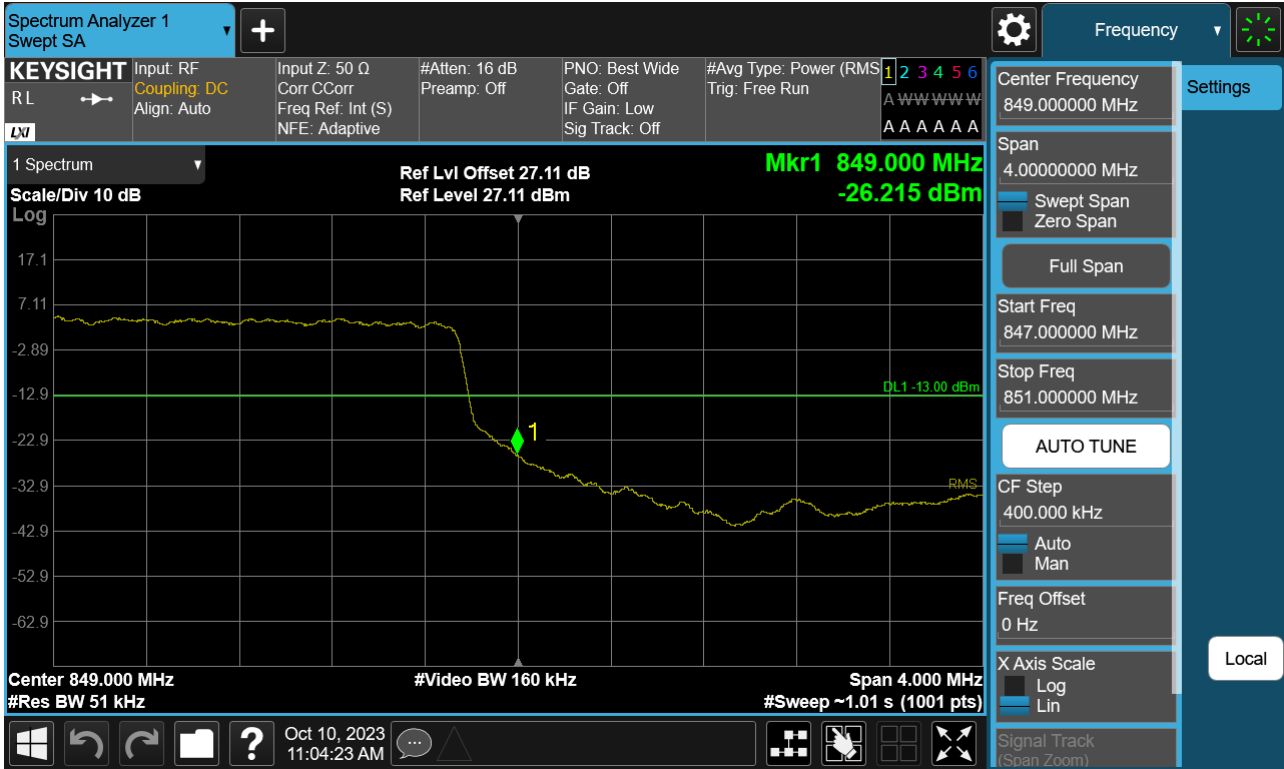 Spectrum Analyzer 1
Swept SA
Frequency
KEYSIGHT
R L
LXI
Input: RF
Coupling: DC
Align: Auto
Input Z: 50 Ω
Corr CCorr
Freq Ref: Int (S)
NFE: Adaptive
#Atten: 16 dB
Preamp: Off
PNO: Best Wide
Gate: Off
IF Gain: Low
Sig Track: Off
#Avg Type: Power (RMS
Trig: Free Run
1 2 3 4 5 6
A W W W W W
A A A A A A
1 Spectrum
Scale/Div 10 dB
Log
Ref Lvl Offset 27.11 dB
Ref Level 27.11 dBm
Mkr1 849.000 MHz
-26.215 dBm
17.1
7.11
-2.89
-12.9
-22.9
-32.9
-42.9
-52.9
-62.9
DL1 -13.00 dBm
1
RMS
Center 849.000 MHz
#Video BW 160 kHz
Span 4.000 MHz
#Res BW 51 kHz
#Sweep ~1.01 s (1001 pts)
Center Frequency
849.000000 MHz
Span
4.00000000 MHz
Swept Span
Zero Span
Full Span
Start Freq
847.000000 MHz
Stop Freq
851.000000 MHz
AUTO TUNE
CF Step
400.000 kHz
Auto
Man
Freq Offset
0 Hz
X Axis Scale
Log
Lin
Signal Track
(Span Zoom)
Settings
Local
?
Oct 10, 2023
11:04:23 AM